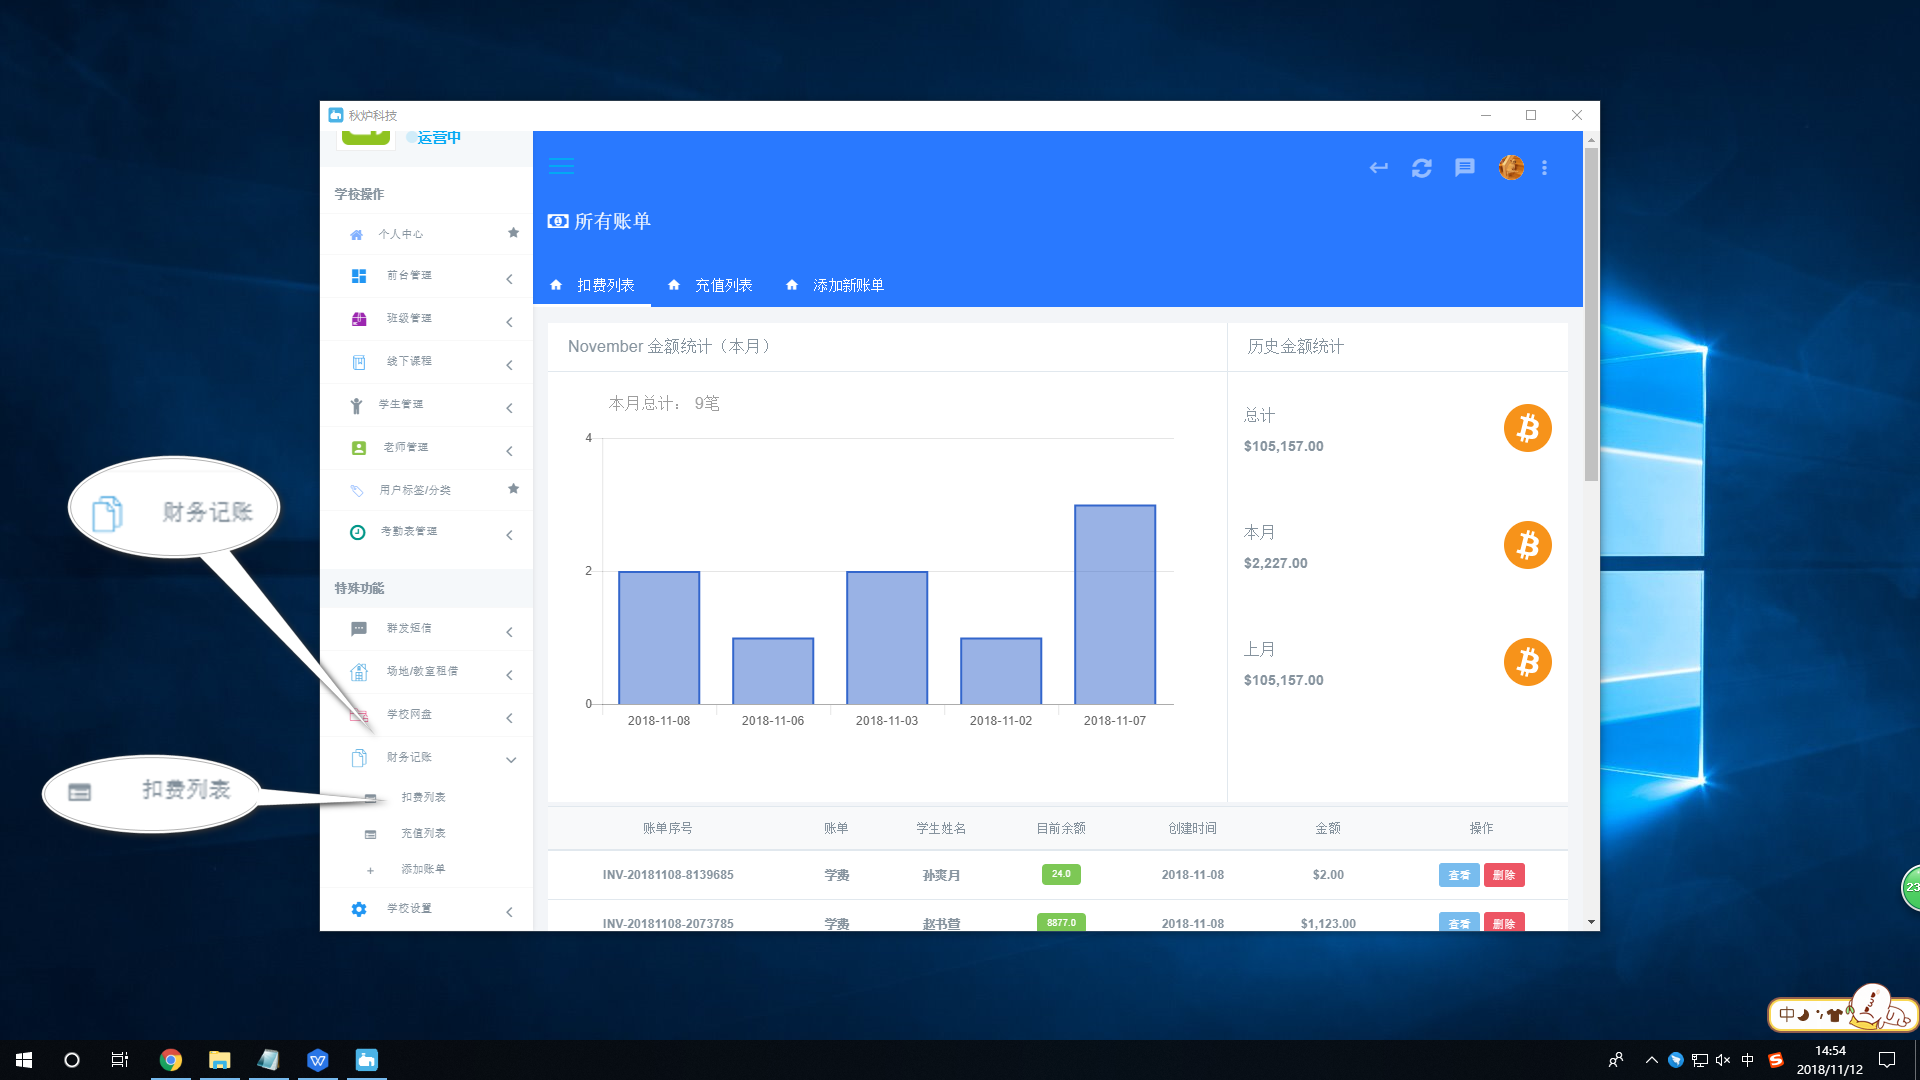 秋炉科技
运营中
学校操作
个人中心
前台管理
班级管理
线下课程
学生管理
老师管理
用户标签/分类
考勤表管理
特殊功能
群发短信
场地/教室租借
学校网盘
财务记账
扣费列表
充值列表
添加账单
学校设置
财务记账
扣费列表
所有账单
扣费列表 充值列表 添加新账单
November 金额统计（本月）
本月总计： 9笔
4
2
0
2018-11-08 2018-11-06 2018-11-03 2018-11-02 2018-11-07
历史金额统计
总计
$105,157.00
本月
$2,227.00
上月
$105,157.00
账单序号 账单 学生姓名 目前余额 创建时间 金额 操作
INV-20181108-8139685 学费 孙爽月 24.0 2018-11-08 $2.00 查看 删除
INV-20181108-2073785 学费 赵书萱 8877.0 2018-11-08 $1,123.00 查看 删除
23
中
中
14:54
2018/11/12